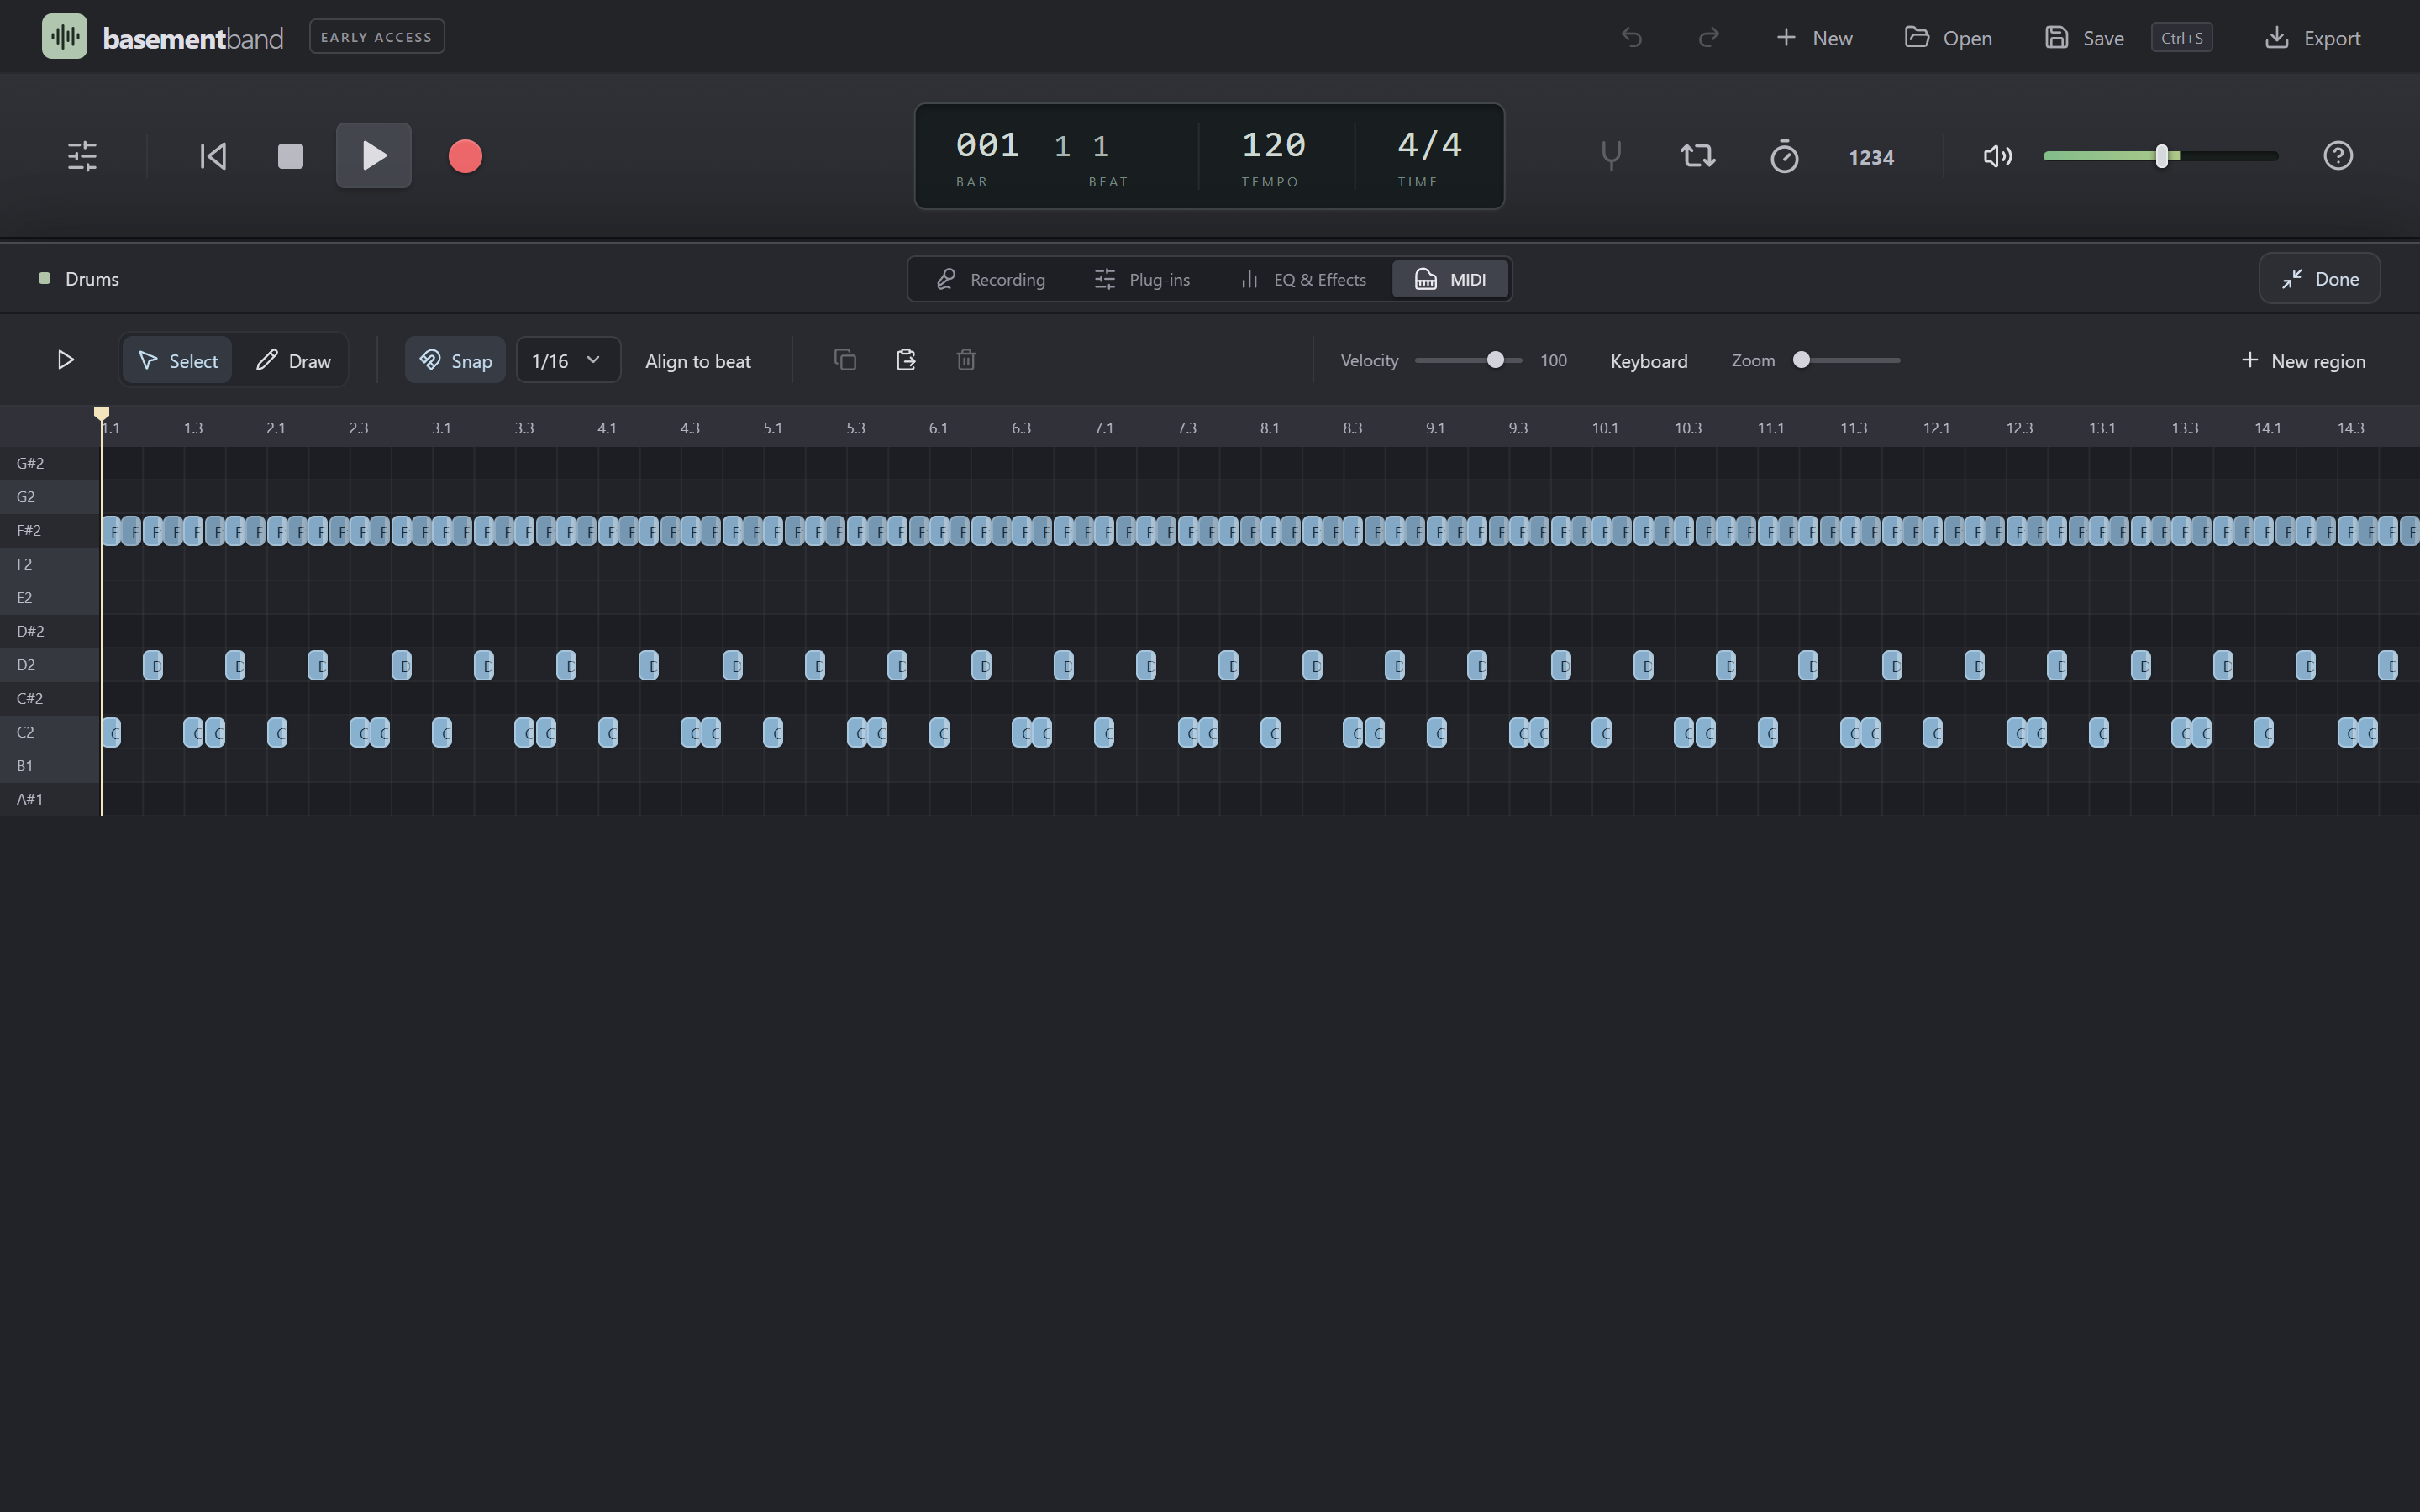 basementband EARLY ACCESS New Open Save Ctrl+S Export
001 1 1 120 4/4 1234
BAR BEAT TEMPO TIME
Drums Recording Plug-ins EQ & Effects MIDI Done
Select Draw Snap 1/16 Align to beat Velocity 100 Keyboard Zoom New region
1.1 1.3 2.1 2.3 3.1 3.3 4.1 4.3 5.1 5.3 6.1 6.3 7.1 7.3 8.1 8.3 9.1 9.3 10.1 10.3 11.1 11.3 12.1 12.3 13.1 13.3 14.1 14.3
G#2
G2
F#2
F2
E2
D#2
D2
C#2
C2
B1
A#1